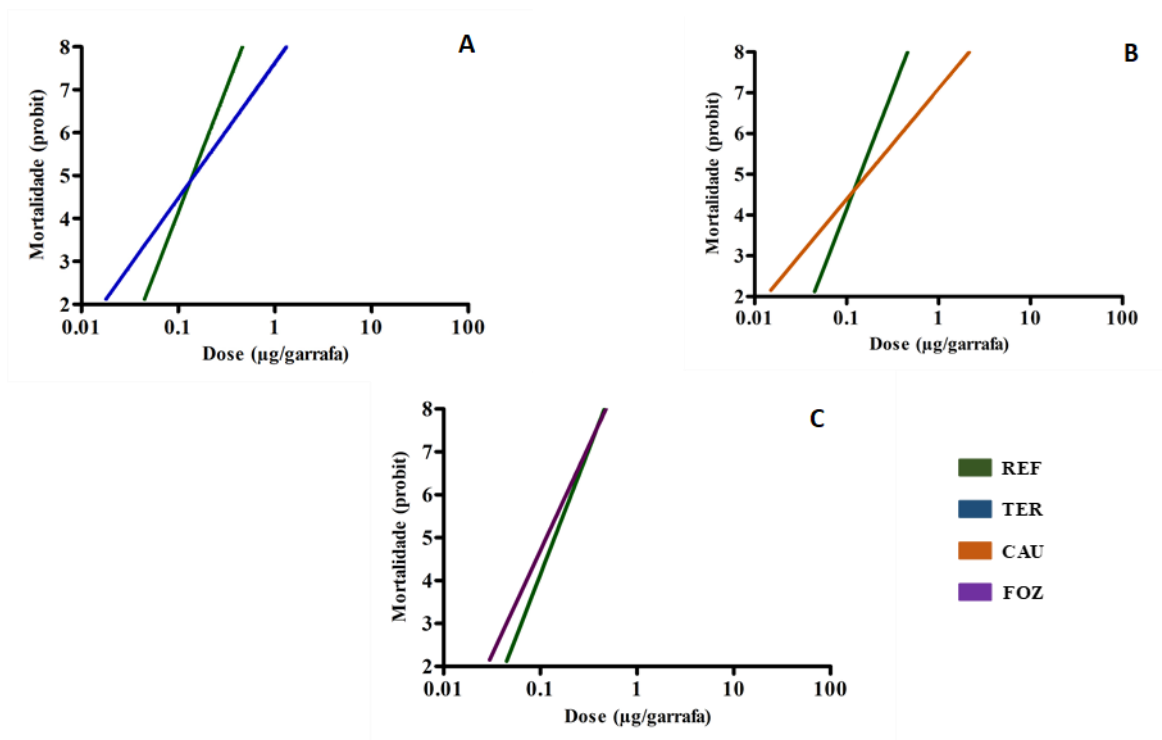 A
Mortalidade (probit)
8
7
6
5
4
3
2
0.01 0.1 1 10 100
Dose (µg/garrafa)
B
Mortalidade (probit)
8
7
6
5
4
3
2
0.01 0.1 1 10 100
Dose (µg/garrafa)
C
Mortalidade (probit)
8
7
6
5
4
3
2
0.01 0.1 1 10 100
Dose (µg/garrafa)
REF
TER
CAU
FOZ